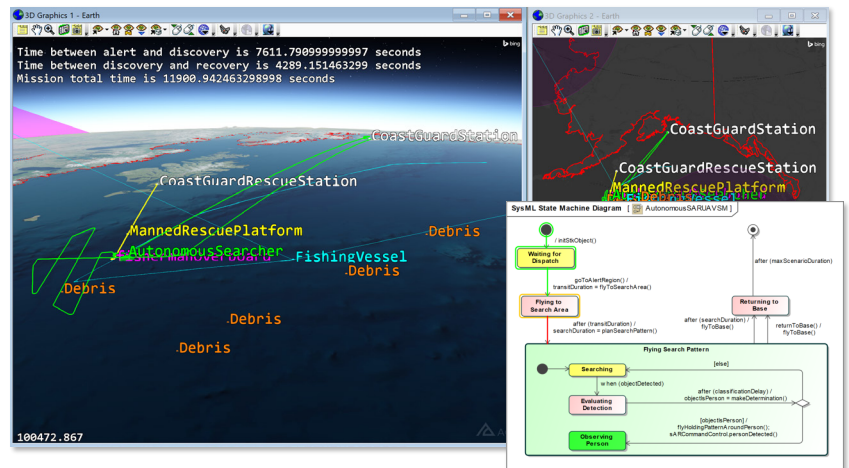 3D Graphics 1 - Earth
bing
Time between alert and discovery is 7611.790999999997 seconds
Time between discovery and recovery is 4289.151463299 seconds
Mission total time is 11900.942463298998 seconds
CoastGuardStation
CoastGuardRescueStation
MannedRescuePlatform
AutonomousSearcher
FishermanOverboard
FishingVessel
Debris
Debris
Debris
Debris
Debris
100472.867
3D Graphics 2 - Earth
bing
CoastGuardStation
CoastGuardRescueStation
MannedRescuePlatform
SysML State Machine Diagram [ AutonomousSARUAVSM ]
/ initStkObject()
Waiting for
Dispatch
goToAlertRegion() /
transitDuration = flyToSearchArea()
after (maxScenarioDuration)
Flying to
Search Area
Returning to
Base
after (transitDuration) /
searchDuration = planSearchPattern()
after (searchDuration) /
flyToBase()
returnToBase() /
flyToBase()
Flying Search Pattern
[else]
Searching
when (objectDetected)
after (classificationDelay) /
objectIsPerson = makeDetermination()
Evaluating
Detection
[objectIsPerson] /
flyHoldingPatternAroundPerson();
sARCommandControl.personDetected()
Observing
Person